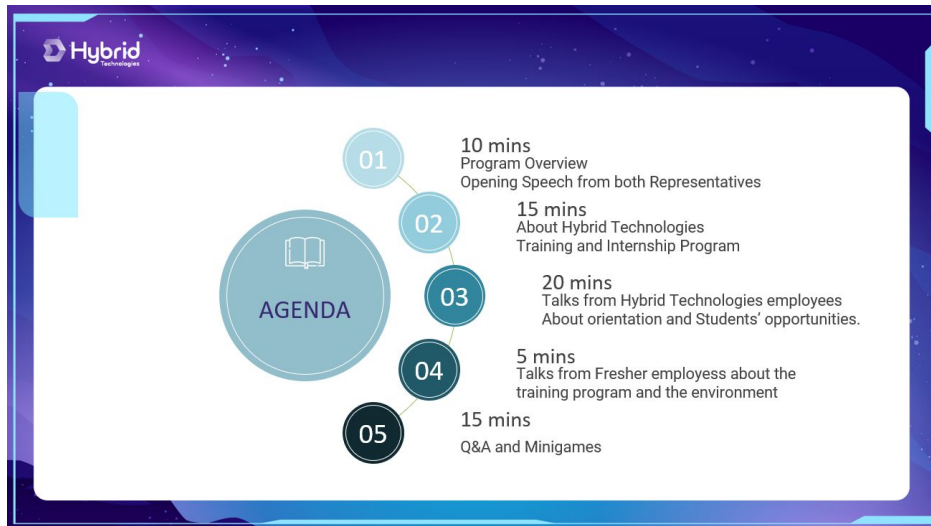 Hybrid
Technologies
AGENDA
01
10 mins
Program Overview
Opening Speech from both Representatives
02
15 mins
About Hybrid Technologies
Training and Internship Program
03
20 mins
Talks from Hybrid Technologies employees
About orientation and Students’ opportunities.
04
5 mins
Talks from Fresher employess about the
training program and the environment
05
15 mins
Q&A and Minigames